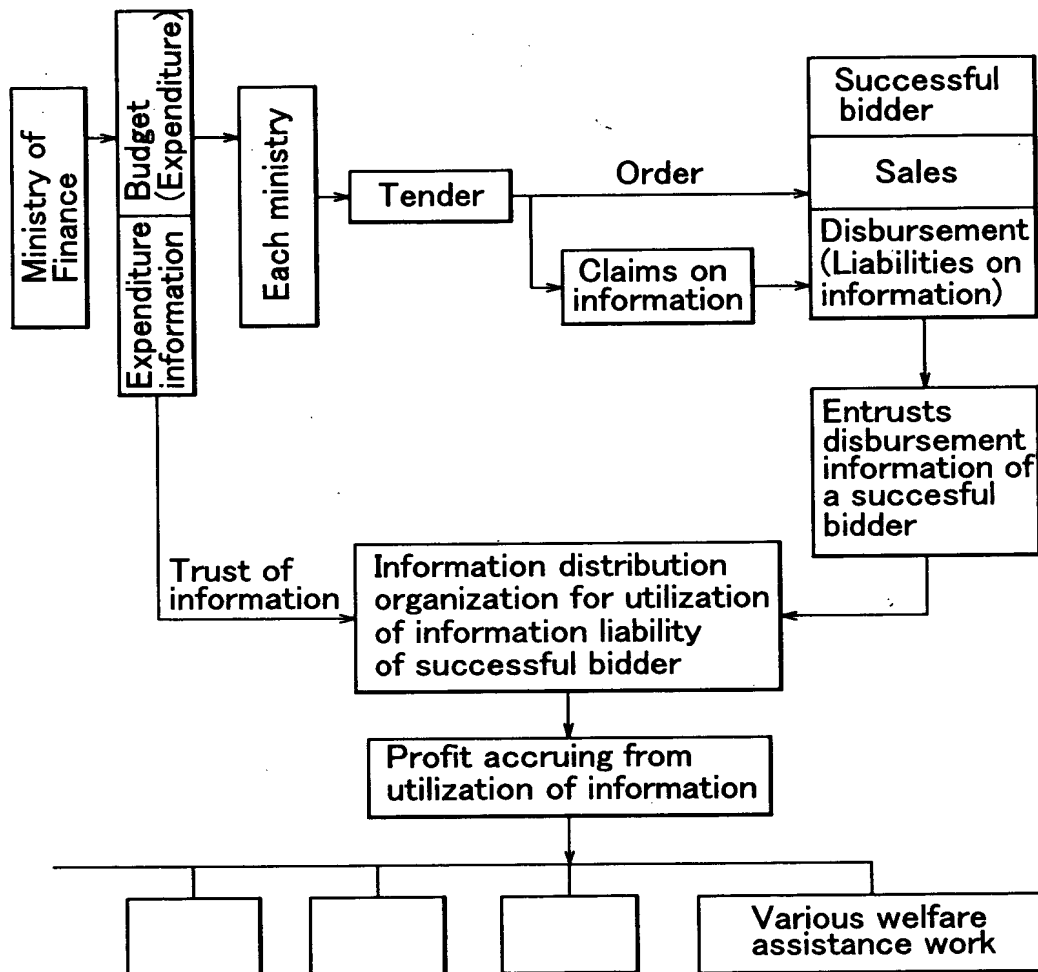 Ministry of
Finance
Budget
(Expenditure)
Expenditure
information
Each ministry
Tender
Order
Claims on
information
Successful
bidder
Sales
Disbursement
(Liabilities on
information)
Entrusts
disbursement
information of
a succesful
bidder
Trust of
information
Information distribution
organization for utilization
of information liability
of successful bidder
Profit accruing from
utilization of information
Various welfare
assistance work